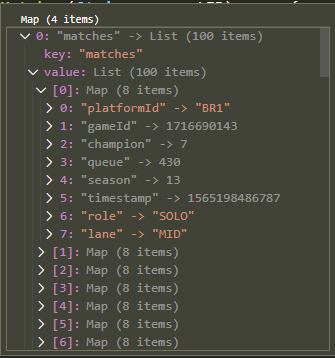 Map (4 items)
0: "matches" -> List (100 items)
key: "matches"
value: List (100 items)
[0]: Map (8 items)
0: "platformId" -> "BR1"
1: "gameId" -> 1716690143
2: "champion" -> 7
3: "queue" -> 430
4: "season" -> 13
5: "timestamp" -> 1565198486787
6: "role" -> "SOLO"
7: "lane" -> "MID"
[1]: Map (8 items)
[2]: Map (8 items)
[3]: Map (8 items)
[4]: Map (8 items)
[5]: Map (8 items)
[6]: Map (8 items)